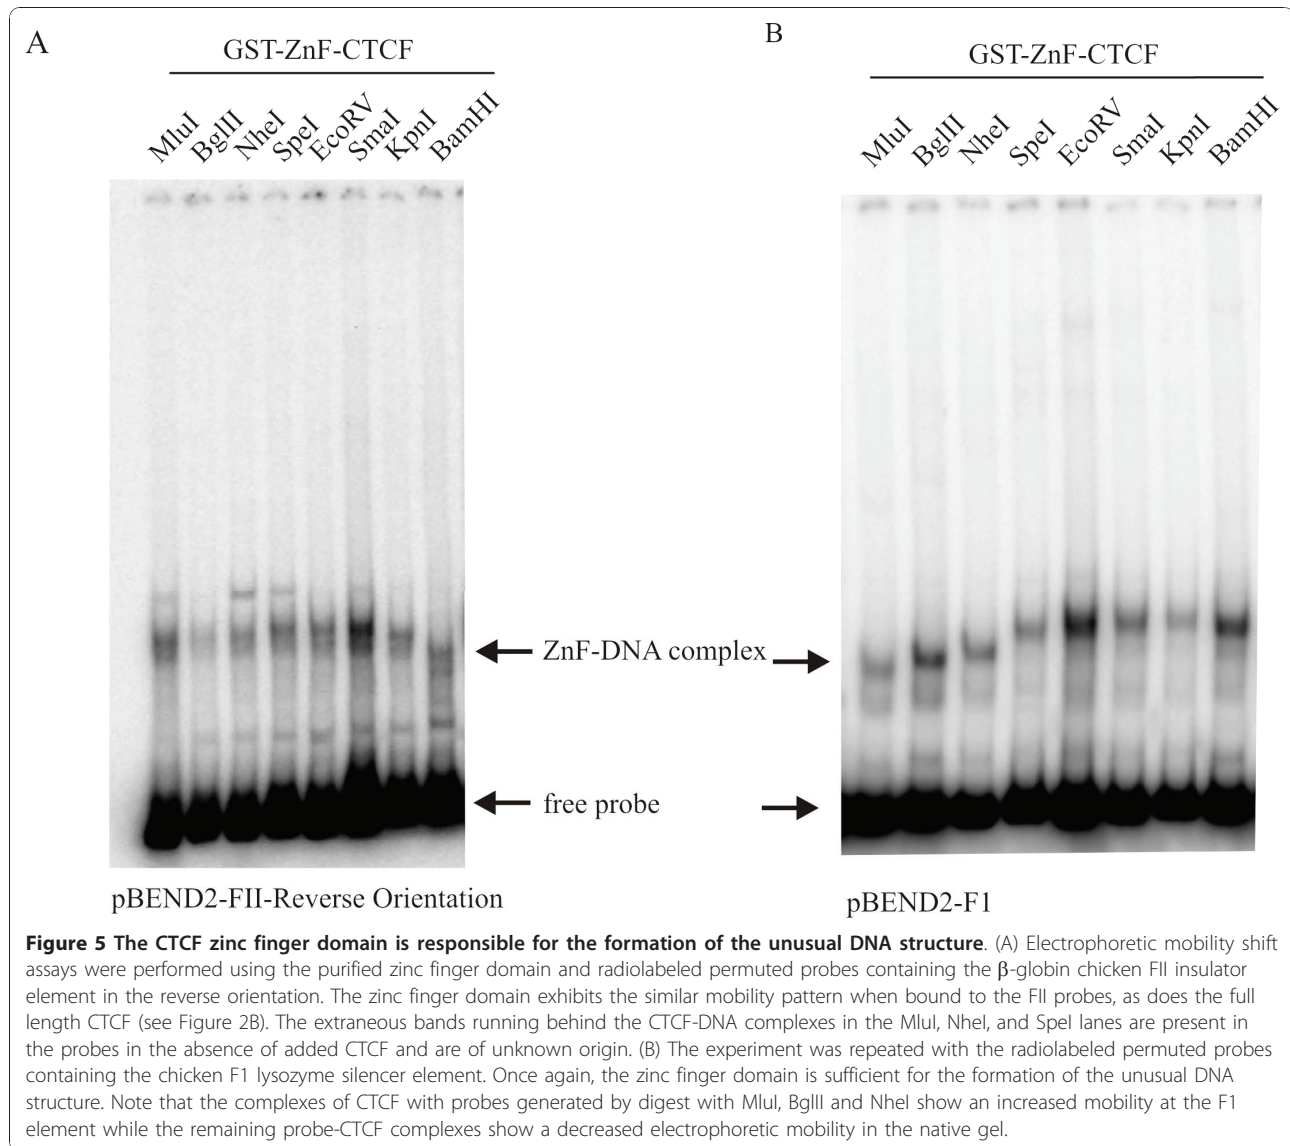 A
GST-ZnF-CTCF
MluI BglII NheI SpeI EcoRV SmaI KpnI BamHI
B
GST-ZnF-CTCF
MluI BglII NheI SpeI EcoRV SmaI KpnI BamHI
ZnF-DNA complex
free probe
pBEND2-FII-Reverse Orientation
pBEND2-F1
Figure 5 The CTCF zinc finger domain is responsible for the formation of the unusual DNA structure. (A) Electrophoretic mobility shift
assays were performed using the purified zinc finger domain and radiolabeled permuted probes containing the β-globin chicken FII insulator
element in the reverse orientation. The zinc finger domain exhibits the similar mobility pattern when bound to the FII probes, as does the full
length CTCF (see Figure 2B). The extraneous bands running behind the CTCF-DNA complexes in the MluI, NheI, and SpeI lanes are present in
the probes in the absence of added CTCF and are of unknown origin. (B) The experiment was repeated with the radiolabeled permuted probes
containing the chicken F1 lysozyme silencer element. Once again, the zinc finger domain is sufficient for the formation of the unusual DNA
structure. Note that the complexes of CTCF with probes generated by digest with MluI, BglII and NheI show an increased mobility at the F1
element while the remaining probe-CTCF complexes show a decreased electrophoretic mobility in the native gel.